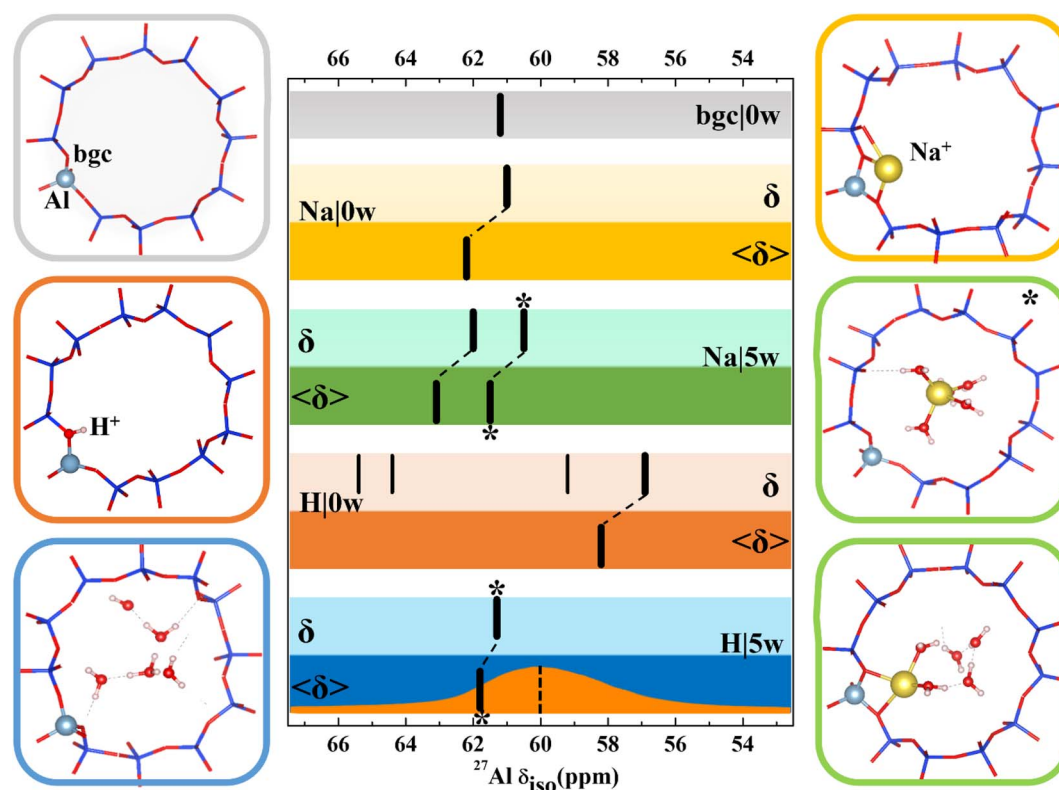 66 64 62 60 58 56 54
bgc
Al
bgc|0w
Na⁺
Na|0w
δ
<δ>
H⁺
δ
*
Na|5w
<δ>
*
*
H|0w
δ
<δ>
*
δ
H|5w
<δ>
*
66 64 62 60 58 56 54
²⁷Al δiso(ppm)